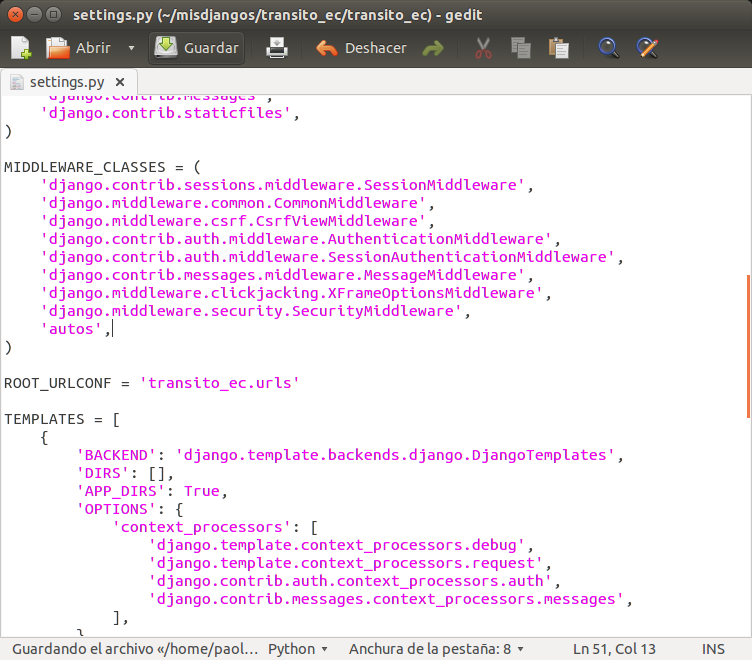 settings.py (~/misdjangos/transito_ec/transito_ec) - gedit
Abrir Guardar Deshacer
settings.py ×
'django.contrib.messages',
'django.contrib.staticfiles',
)
MIDDLEWARE_CLASSES = (
'django.contrib.sessions.middleware.SessionMiddleware',
'django.middleware.common.CommonMiddleware',
'django.middleware.csrf.CsrfViewMiddleware',
'django.contrib.auth.middleware.AuthenticationMiddleware',
'django.contrib.auth.middleware.SessionAuthenticationMiddleware',
'django.contrib.messages.middleware.MessageMiddleware',
'django.middleware.clickjacking.XFrameOptionsMiddleware',
'django.middleware.security.SecurityMiddleware',
'autos',
)
ROOT_URLCONF = 'transito_ec.urls'
TEMPLATES = [
{
'BACKEND': 'django.template.backends.django.DjangoTemplates',
'DIRS': [],
'APP_DIRS': True,
'OPTIONS': {
'context_processors': [
'django.template.context_processors.debug',
'django.template.context_processors.request',
'django.contrib.auth.context_processors.auth',
'django.contrib.messages.context_processors.messages',
],
}
Guardando el archivo «/home/paol... Python Anchura de la pestaña: 8 Ln 51, Col 13 INS